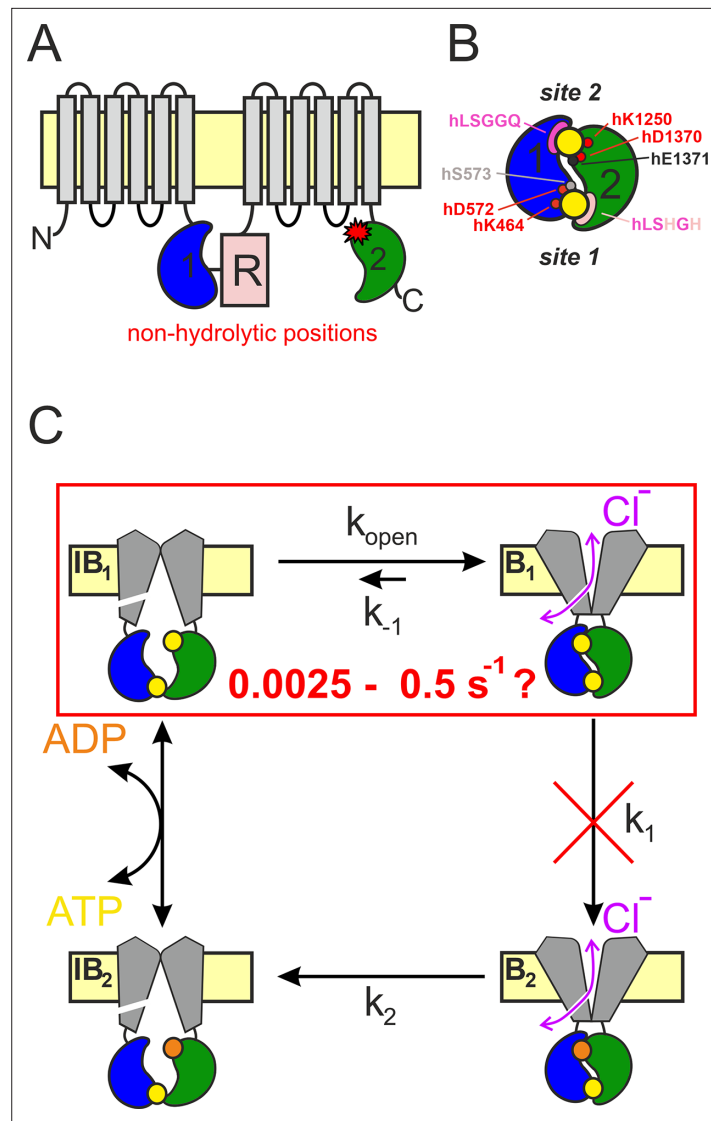 A
N
1
R
2
C
non-hydrolytic positions
B
site 2
hLSGGQ
hK1250
hD1370
hE1371
hS573
1
2
hD572
hK464
hLSHGH
site 1
C
IB₁
k_open
k₋₁
Cl⁻
B₁
0.0025 - 0.5 s⁻¹ ?
ADP
ATP
k₁
IB₂
k₂
Cl⁻
B₂